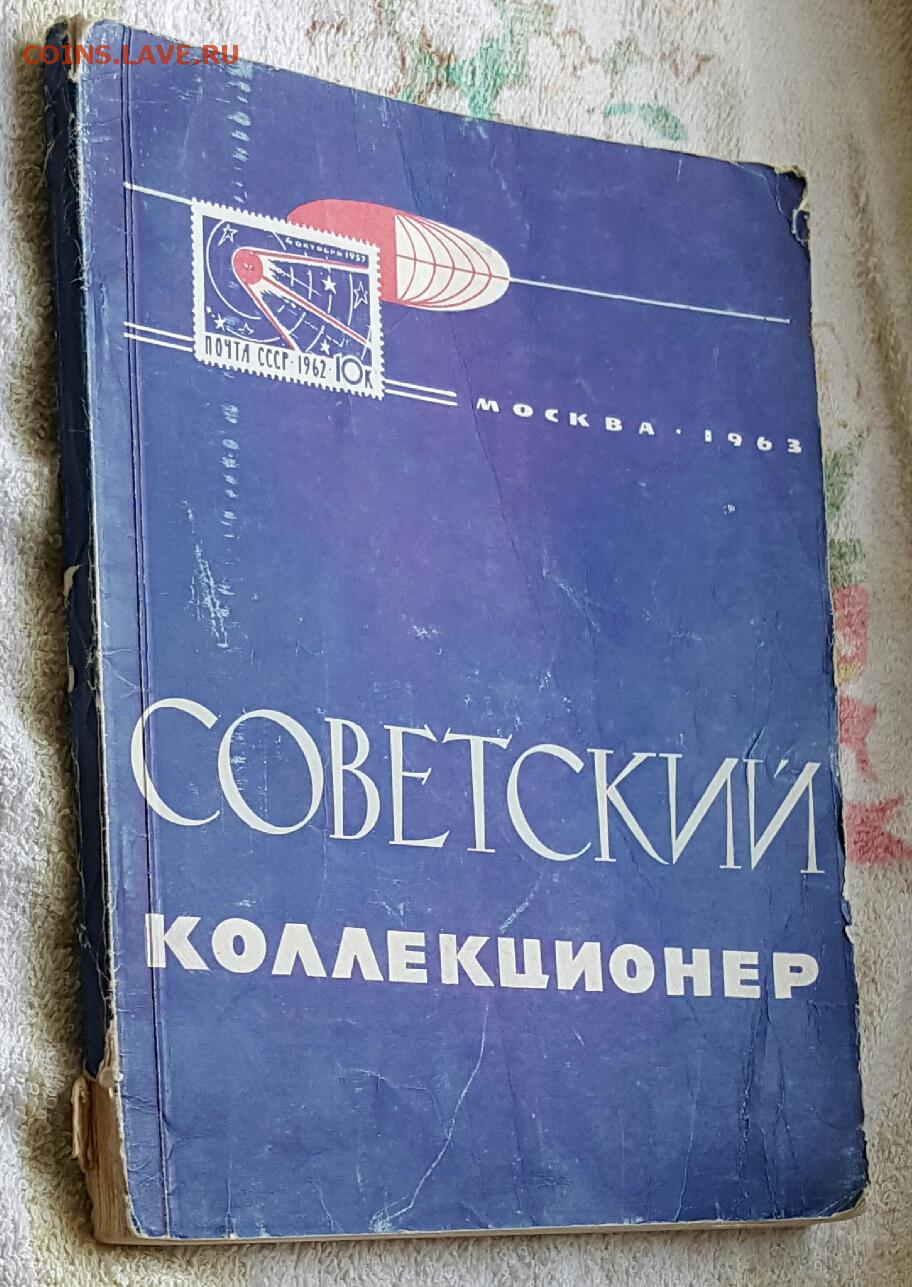 COINS.LAVE.RU
4 ОКТЯБРЯ 1957
ПОЧТА СССР · 1962 · 10К
МОСКВА · 1963
СОВЕТСКИЙ
КОЛЛЕКЦИОНЕР